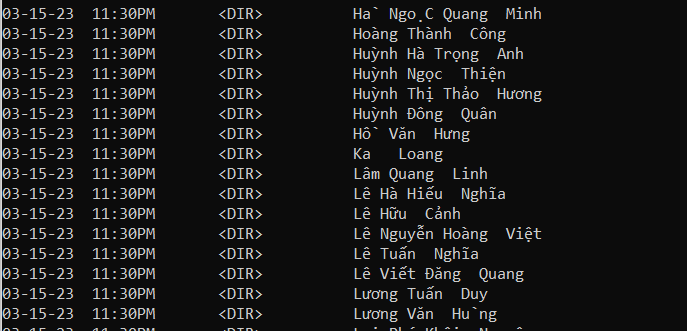 03-15-23  11:30PM       <DIR>          Hà Ngọc Quang  Minh
03-15-23  11:30PM       <DIR>          Hoàng Thành  Công
03-15-23  11:30PM       <DIR>          Huỳnh Hà Trọng  Anh
03-15-23  11:30PM       <DIR>          Huỳnh Ngọc  Thiện
03-15-23  11:30PM       <DIR>          Huỳnh Thị Thảo  Hương
03-15-23  11:30PM       <DIR>          Huỳnh Đông  Quân
03-15-23  11:30PM       <DIR>          Hồ Văn  Hưng
03-15-23  11:30PM       <DIR>          Ka   Loang
03-15-23  11:30PM       <DIR>          Lâm Quang  Linh
03-15-23  11:30PM       <DIR>          Lê Hà Hiếu  Nghĩa
03-15-23  11:30PM       <DIR>          Lê Hữu  Cảnh
03-15-23  11:30PM       <DIR>          Lê Nguyễn Hoàng  Việt
03-15-23  11:30PM       <DIR>          Lê Tuấn  Nghĩa
03-15-23  11:30PM       <DIR>          Lê Viết Đăng  Quang
03-15-23  11:30PM       <DIR>          Lương Tuấn  Duy
03-15-23  11:30PM       <DIR>          Lương Văn  Hùng